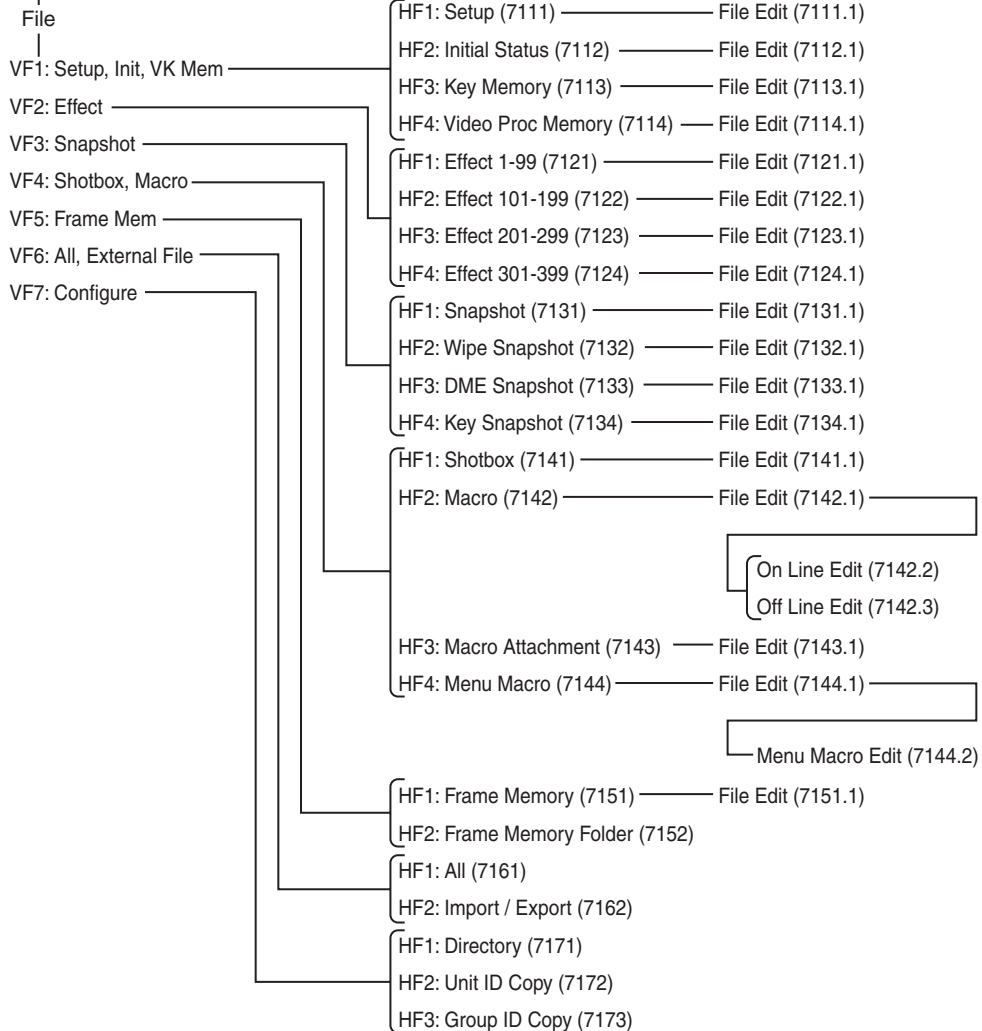 File
VF1: Setup, Init, VK Mem
VF2: Effect
VF3: Snapshot
VF4: Shotbox, Macro
VF5: Frame Mem
VF6: All, External File
VF7: Configure
HF1: Setup (7111) File Edit (7111.1)
HF2: Initial Status (7112) File Edit (7112.1)
HF3: Key Memory (7113) File Edit (7113.1)
HF4: Video Proc Memory (7114) File Edit (7114.1)
HF1: Effect 1-99 (7121) File Edit (7121.1)
HF2: Effect 101-199 (7122) File Edit (7122.1)
HF3: Effect 201-299 (7123) File Edit (7123.1)
HF4: Effect 301-399 (7124) File Edit (7124.1)
HF1: Snapshot (7131) File Edit (7131.1)
HF2: Wipe Snapshot (7132) File Edit (7132.1)
HF3: DME Snapshot (7133) File Edit (7133.1)
HF4: Key Snapshot (7134) File Edit (7134.1)
HF1: Shotbox (7141) File Edit (7141.1)
HF2: Macro (7142) File Edit (7142.1)
On Line Edit (7142.2)
Off Line Edit (7142.3)
HF3: Macro Attachment (7143) File Edit (7143.1)
HF4: Menu Macro (7144) File Edit (7144.1)
Menu Macro Edit (7144.2)
HF1: Frame Memory (7151) File Edit (7151.1)
HF2: Frame Memory Folder (7152)
HF1: All (7161)
HF2: Import / Export (7162)
HF1: Directory (7171)
HF2: Unit ID Copy (7172)
HF3: Group ID Copy (7173)